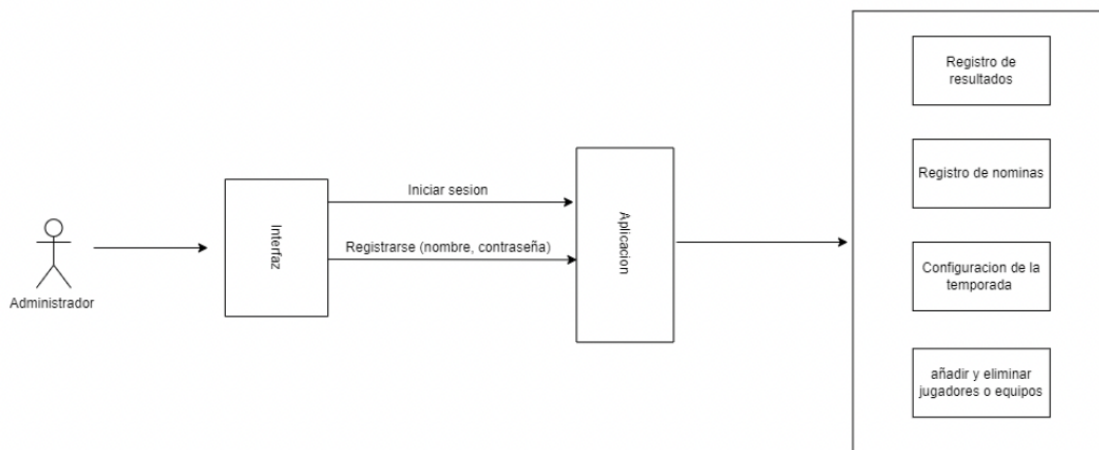 Administrador
Interfaz
Iniciar sesion
Registrarse (nombre, contraseña)
Aplicacion
Registro de
resultados
Registro de nominas
Configuracion de la
temporada
añadir y eliminar
jugadores o equipos